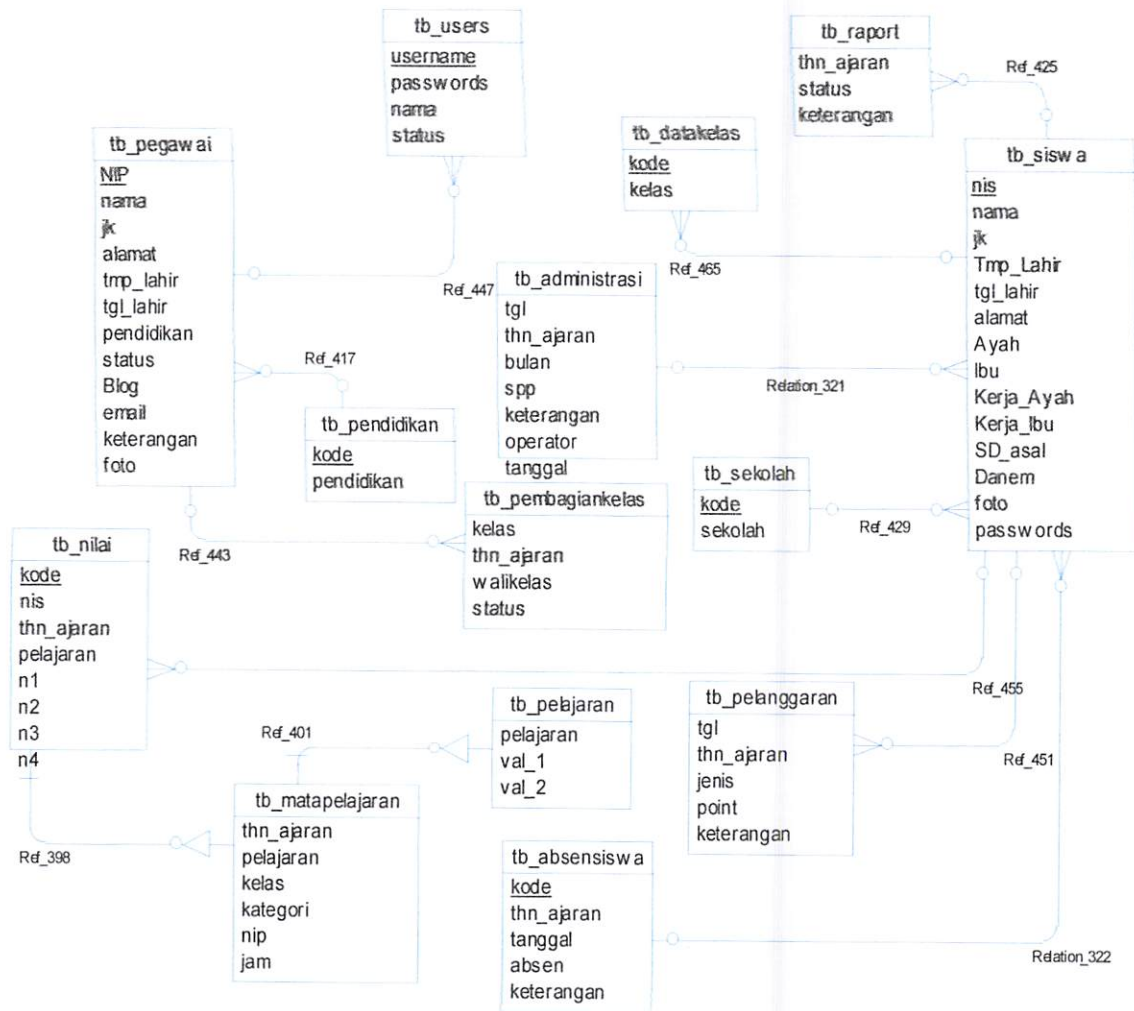 tb_users
username
passwords
nama
status
tb_raport
thn_ajaran
status
keterangan
Ref_425
tb_pegawai
NIP
nama
jk
alamat
tmp_lahir
tgl_lahir
pendidikan
status
Blog
email
keterangan
foto
tb_datakelas
kode
kelas
tb_siswa
nis
nama
jk
Tmp_Lahir
tgl_lahir
alamat
Ayah
Ibu
Kerja_Ayah
Kerja_Ibu
SD_asal
Danem
foto
passwords
Ref_447
Ref_465
tb_administrasi
tgl
thn_ajaran
bulan
spp
keterangan
operator
tanggal
Ref_417
Relation_321
tb_pendidikan
kode
pendidikan
tb_sekolah
kode
sekolah
Ref_429
tb_pembagiankelas
kelas
thn_ajaran
walikelas
status
Ref_443
tb_nilai
kode
nis
thn_ajaran
pelajaran
n1
n2
n3
n4
Ref_455
tb_pelajaran
pelajaran
val_1
val_2
Ref_401
tb_pelanggaran
tgl
thn_ajaran
jenis
point
keterangan
Ref_451
tb_matapelajaran
thn_ajaran
pelajaran
kelas
kategori
nip
jam
Ref_398
tb_absensiswa
kode
thn_ajaran
tanggal
absen
keterangan
Relation_322